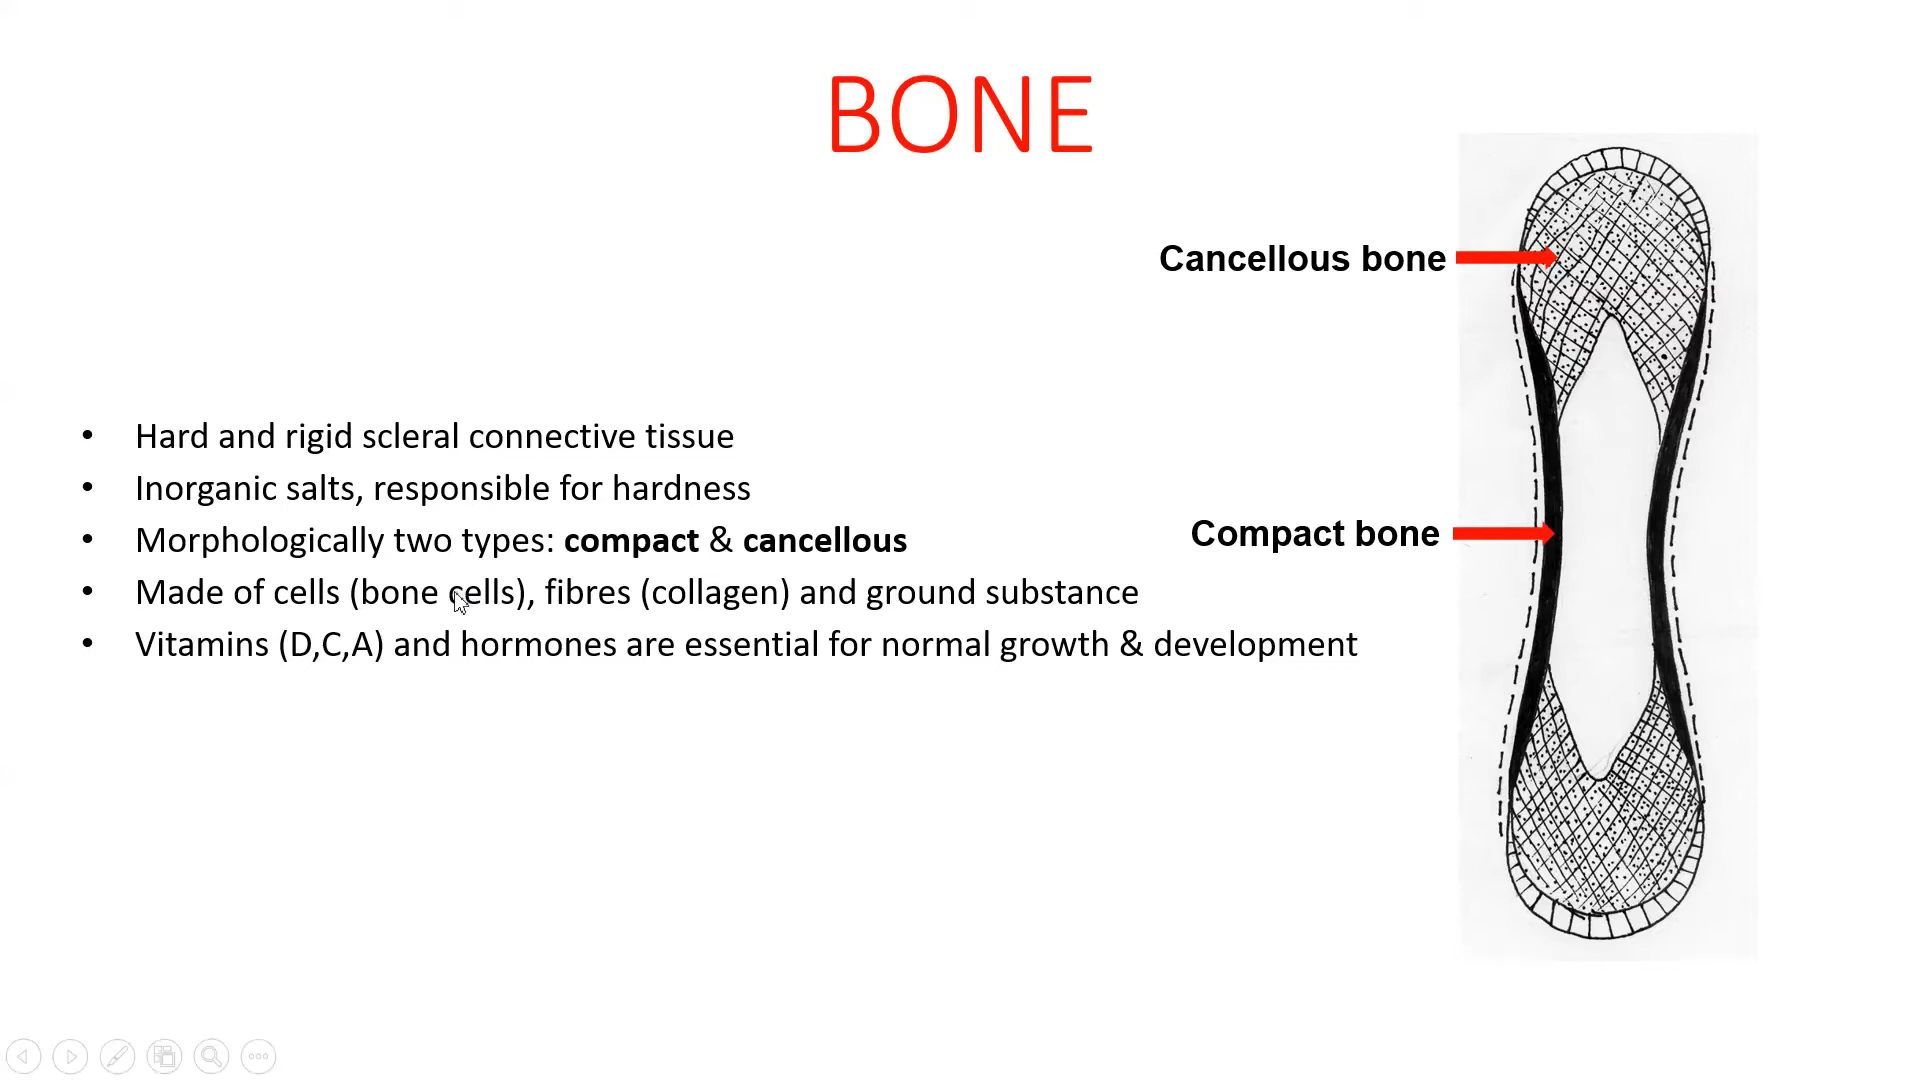 BONE
Cancellous bone
Compact bone
• Hard and rigid scleral connective tissue
• Inorganic salts, responsible for hardness
• Morphologically two types: compact & cancellous
• Made of cells (bone cells), fibres (collagen) and ground substance
• Vitamins (D,C,A) and hormones are essential for normal growth & development